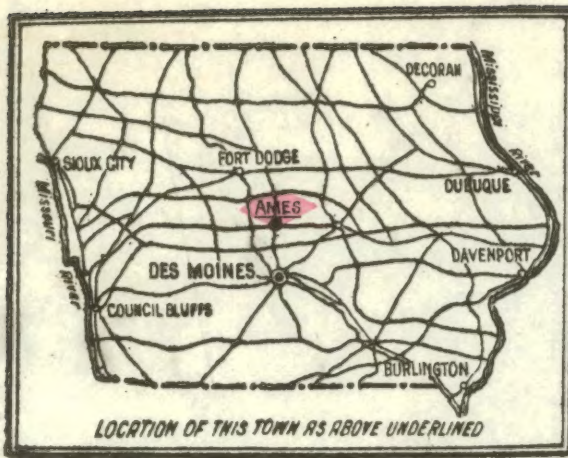 DECORAH
Mississippi
River
SIOUX CITY
FORT DODGE
DUBUQUE
AMES
Missouri
River
DAVENPORT
DES MOINES
COUNCIL BLUFFS
BURLINGTON
LOCATION OF THIS TOWN AS ABOVE UNDERLINED